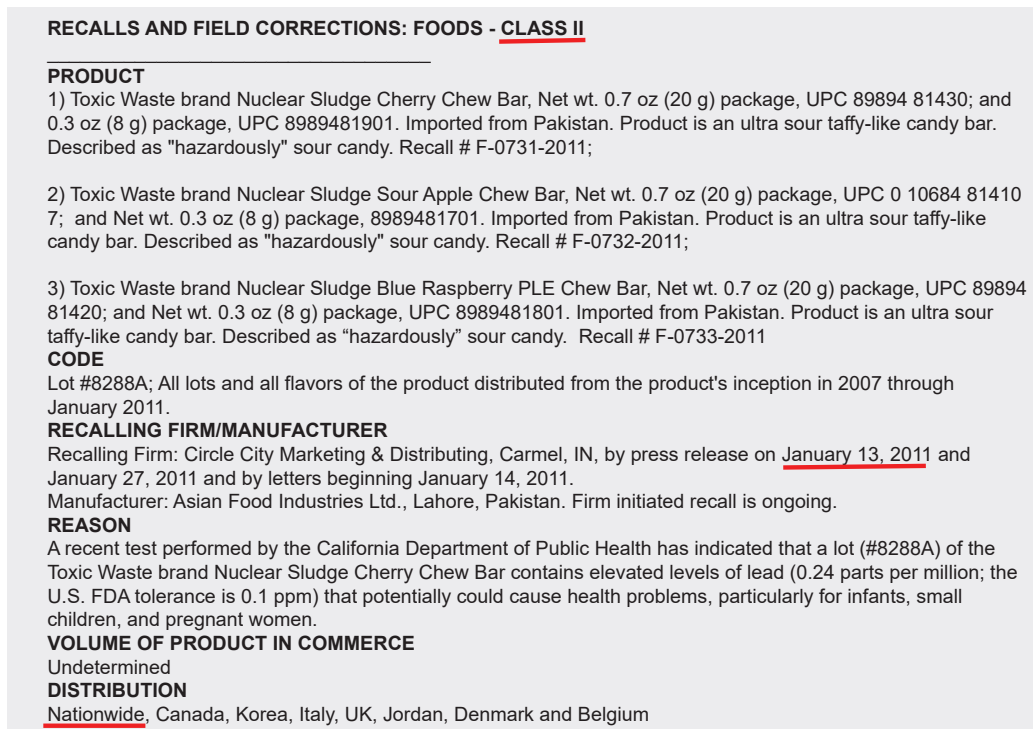 RECALLS AND FIELD CORRECTIONS: FOODS - CLASS II
PRODUCT
1) Toxic Waste brand Nuclear Sludge Cherry Chew Bar, Net wt. 0.7 oz (20 g) package, UPC 89894 81430; and
0.3 oz (8 g) package, UPC 8989481901. Imported from Pakistan. Product is an ultra sour taffy-like candy bar.
Described as "hazardously" sour candy. Recall # F-0731-2011;
2) Toxic Waste brand Nuclear Sludge Sour Apple Chew Bar, Net wt. 0.7 oz (20 g) package, UPC 0 10684 81410
7;  and Net wt. 0.3 oz (8 g) package, 8989481701. Imported from Pakistan. Product is an ultra sour taffy-like
candy bar. Described as "hazardously" sour candy. Recall # F-0732-2011;
3) Toxic Waste brand Nuclear Sludge Blue Raspberry PLE Chew Bar, Net wt. 0.7 oz (20 g) package, UPC 89894
81420; and Net wt. 0.3 oz (8 g) package, UPC 8989481801. Imported from Pakistan. Product is an ultra sour
taffy-like candy bar. Described as “hazardously” sour candy.  Recall # F-0733-2011
CODE
Lot #8288A; All lots and all flavors of the product distributed from the product's inception in 2007 through
January 2011.
RECALLING FIRM/MANUFACTURER
Recalling Firm: Circle City Marketing & Distributing, Carmel, IN, by press release on January 13, 2011 and
January 27, 2011 and by letters beginning January 14, 2011.
Manufacturer: Asian Food Industries Ltd., Lahore, Pakistan. Firm initiated recall is ongoing.
REASON
A recent test performed by the California Department of Public Health has indicated that a lot (#8288A) of the
Toxic Waste brand Nuclear Sludge Cherry Chew Bar contains elevated levels of lead (0.24 parts per million; the
U.S. FDA tolerance is 0.1 ppm) that potentially could cause health problems, particularly for infants, small
children, and pregnant women.
VOLUME OF PRODUCT IN COMMERCE
Undetermined
DISTRIBUTION
Nationwide, Canada, Korea, Italy, UK, Jordan, Denmark and Belgium